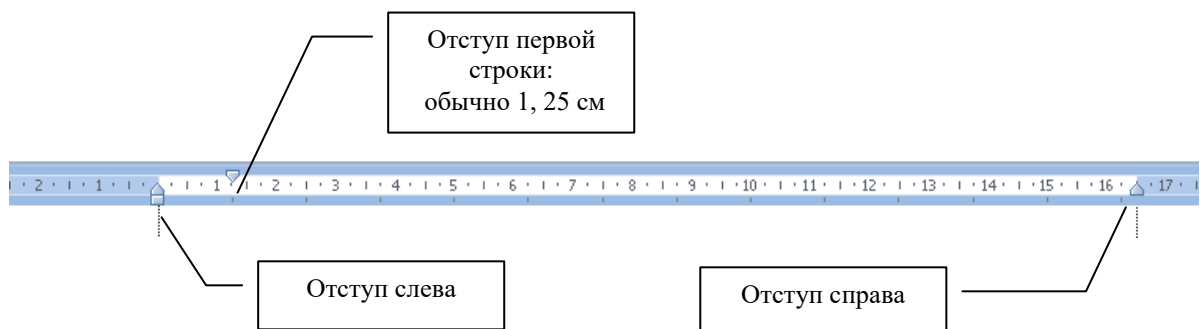 Отступ первой
строки:
обычно 1, 25 см
2 1 1 2 3 4 5 6 7 8 9 10 11 12 13 14 15 16 17
Отступ слева
Отступ справа